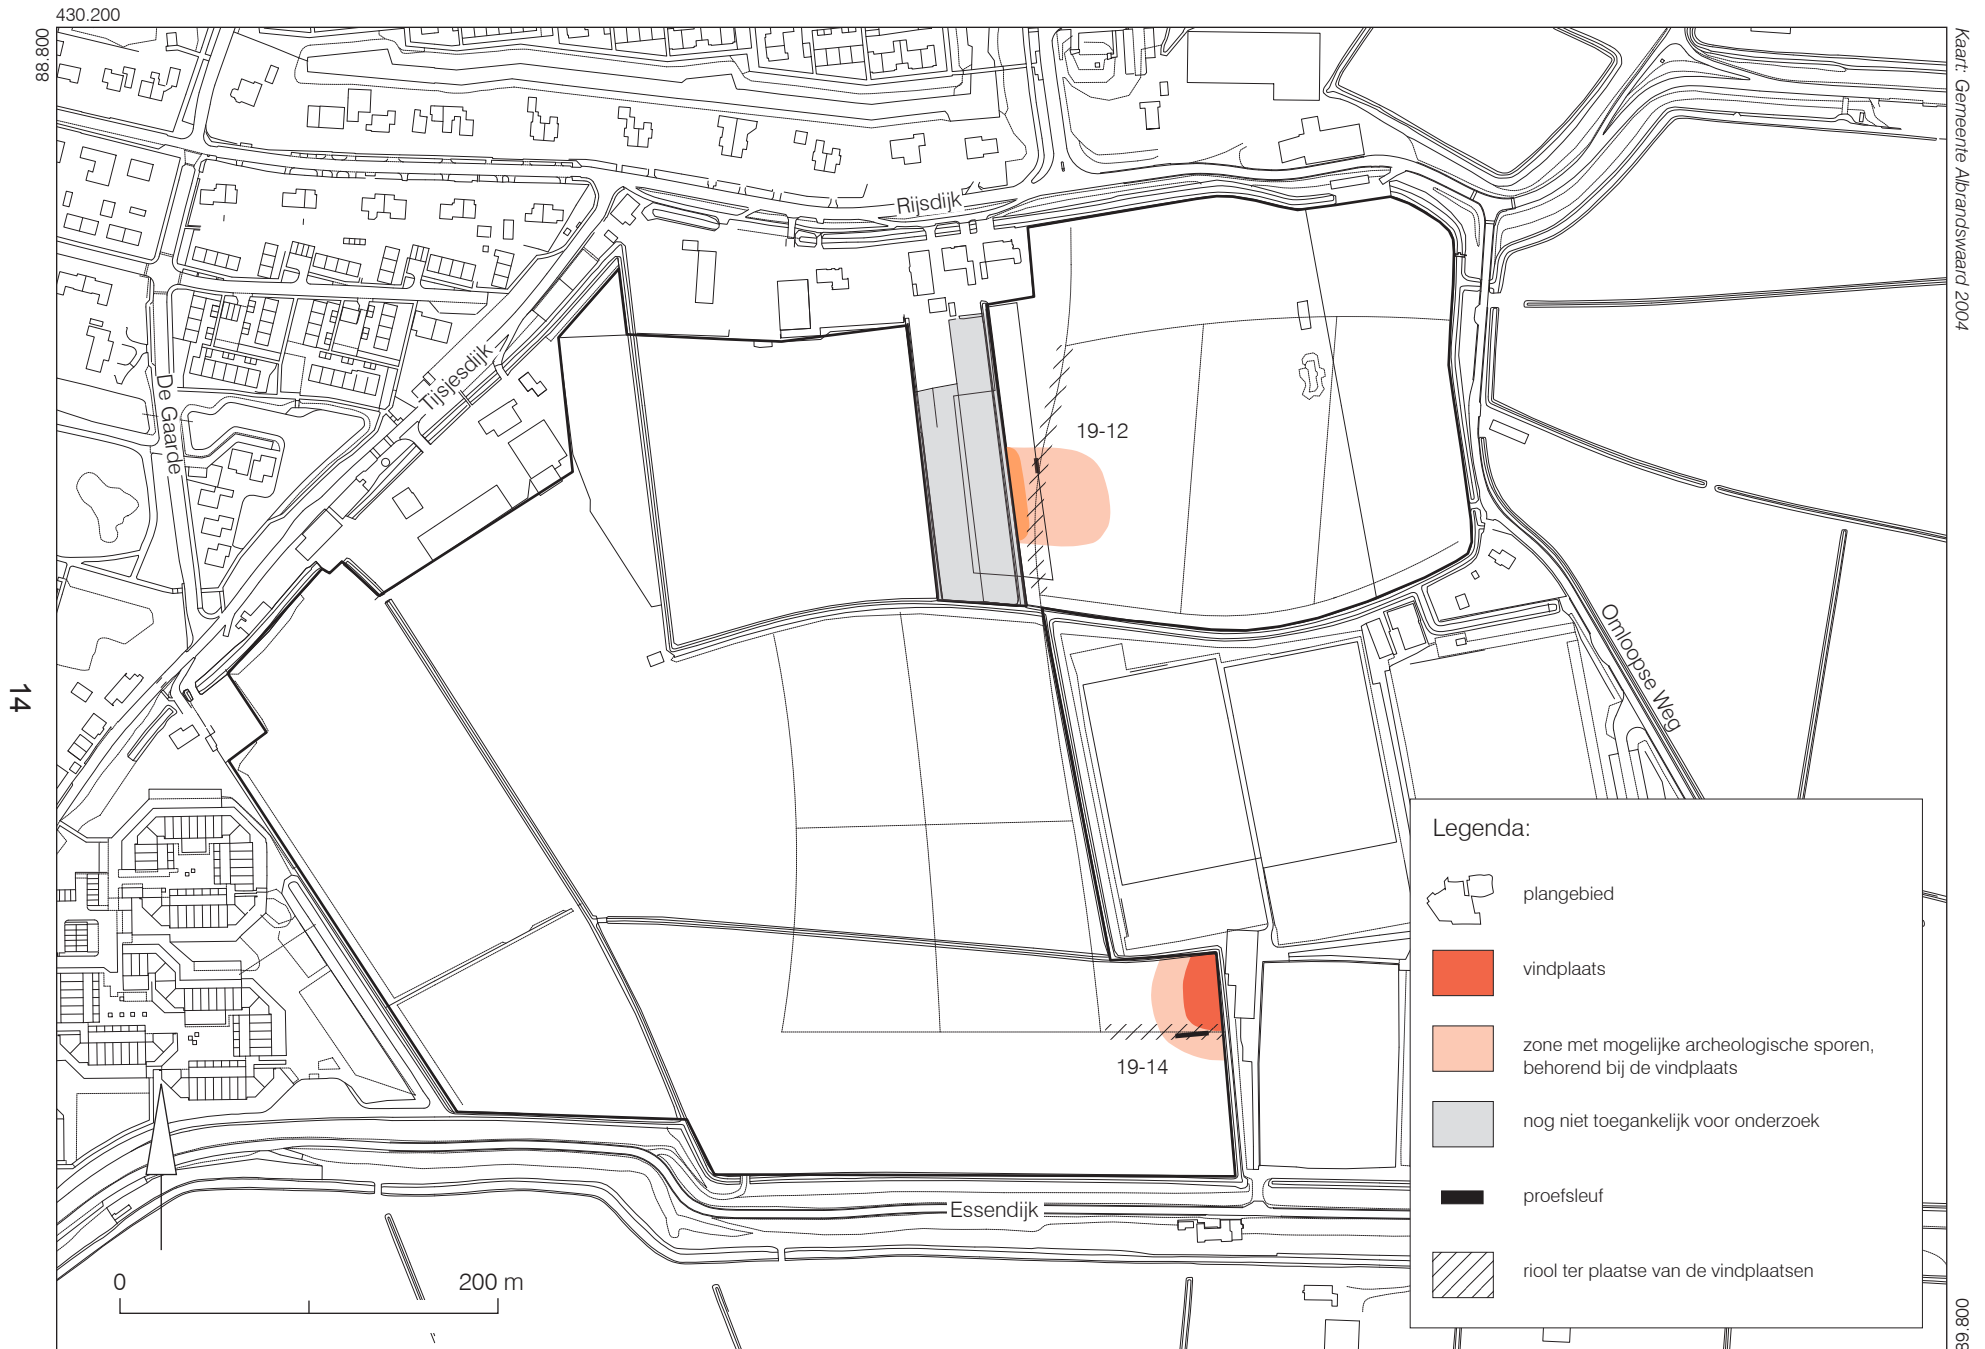 430.200
88.800
Kaart: Gemeente Albrandswaard 2004
Rijsdijk
Tijsjesdijk
De Gaarde
19-12
Omloopse Weg
14
19-14
Essendijk
0
200 m
Legenda:
plangebied
vindplaats
zone met mogelijke archeologische sporen,
behorend bij de vindplaats
nog niet toegankelijk voor onderzoek
proefsleuf
riool ter plaatse van de vindplaatsen
89.800